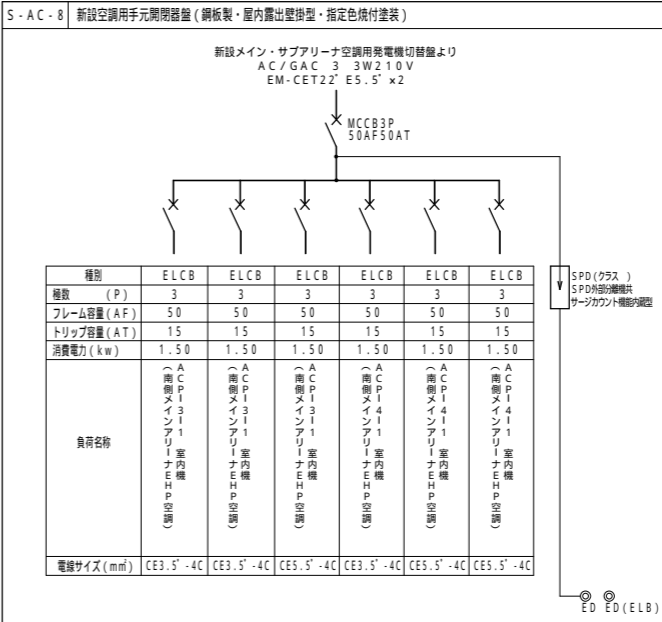 S-AC-8 新設空調用手元開閉器盤(鋼板製・屋内露出壁掛型・指定色焼付塗装)
新設メイン・サブアリーナ空調用発電機切替盤より
AC/GAC 3 3W210V
EM-CET22゜E5.5゜×2
MCCB3P
50AF50AT
種別 ELCB ELCB ELCB ELCB ELCB ELCB
極数 (P) 3 3 3 3 3 3
フレーム容量(AF) 50 50 50 50 50 50
トリップ容量(AT) 15 15 15 15 15 15
消費電力(kw) 1.50 1.50 1.50 1.50 1.50 1.50
負荷名称
ACP-3-1 室内機
(南側メインアリーナEHP空調)
ACP-3-1 室内機
(南側メインアリーナEHP空調)
ACP-3-1 室内機
(南側メインアリーナEHP空調)
ACP-4-1 室内機
(南側メインアリーナEHP空調)
ACP-4-1 室内機
(南側メインアリーナEHP空調)
ACP-4-1 室内機
(南側メインアリーナEHP空調)
電線サイズ(mm²) CE3.5゜-4C CE3.5゜-4C CE5.5゜-4C CE3.5゜-4C CE5.5゜-4C CE5.5゜-4C
SPD(クラス )
SPD外部分離機共
サージカウント機能内蔵型
ED ED(ELB)